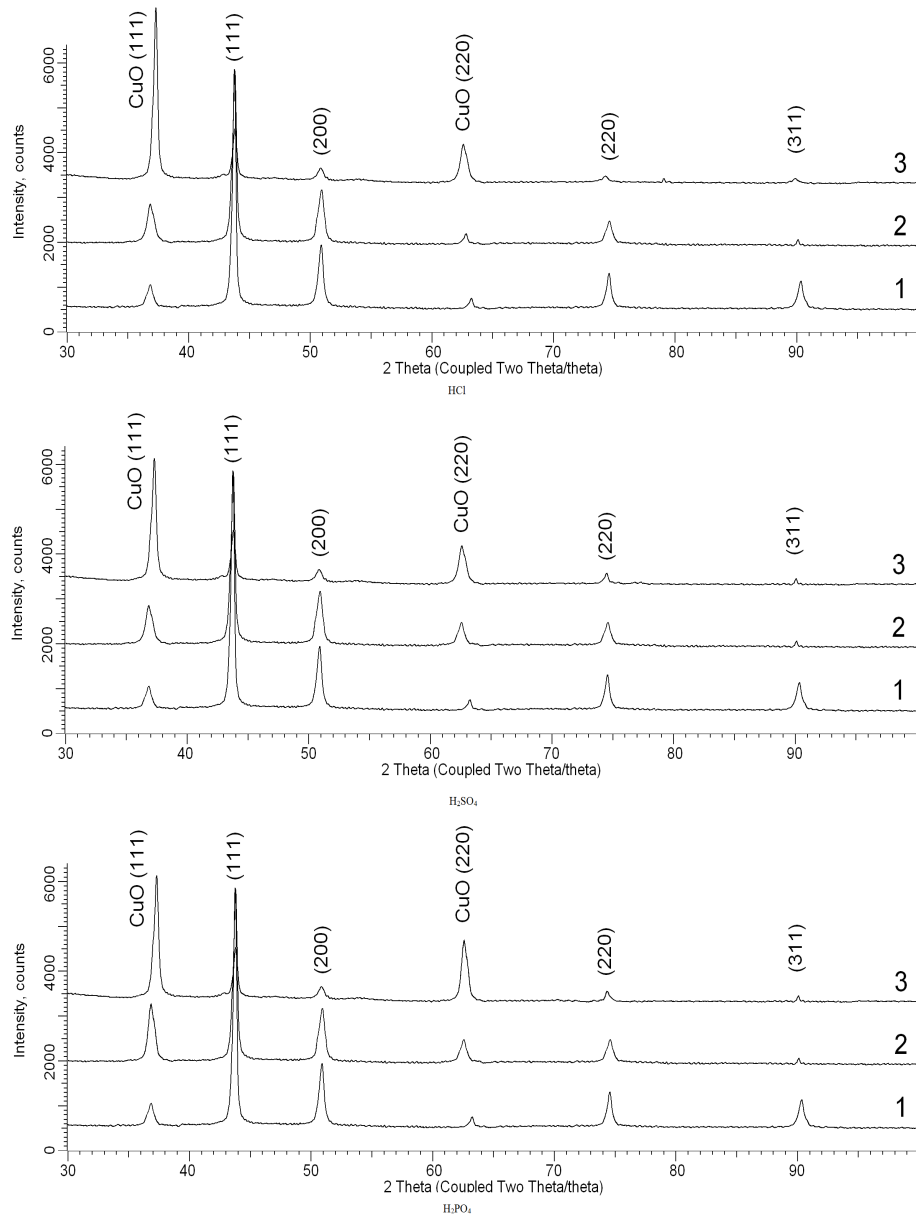 CuO (111)
(111)
(200)
CuO (220)
(220)
(311)
Intensity, counts
6000
4000
2000
0
3
2
1
30 40 50 60 70 80 90
2 Theta (Coupled Two Theta/theta)
HCl
CuO (111)
(111)
(200)
CuO (220)
(220)
(311)
Intensity, counts
6000
4000
2000
0
3
2
1
30 40 50 60 70 80 90
2 Theta (Coupled Two Theta/theta)
H₂SO₄
CuO (111)
(111)
(200)
CuO (220)
(220)
(311)
Intensity, counts
6000
4000
2000
0
3
2
1
30 40 50 60 70 80 90
2 Theta (Coupled Two Theta/theta)
H₂PO₄